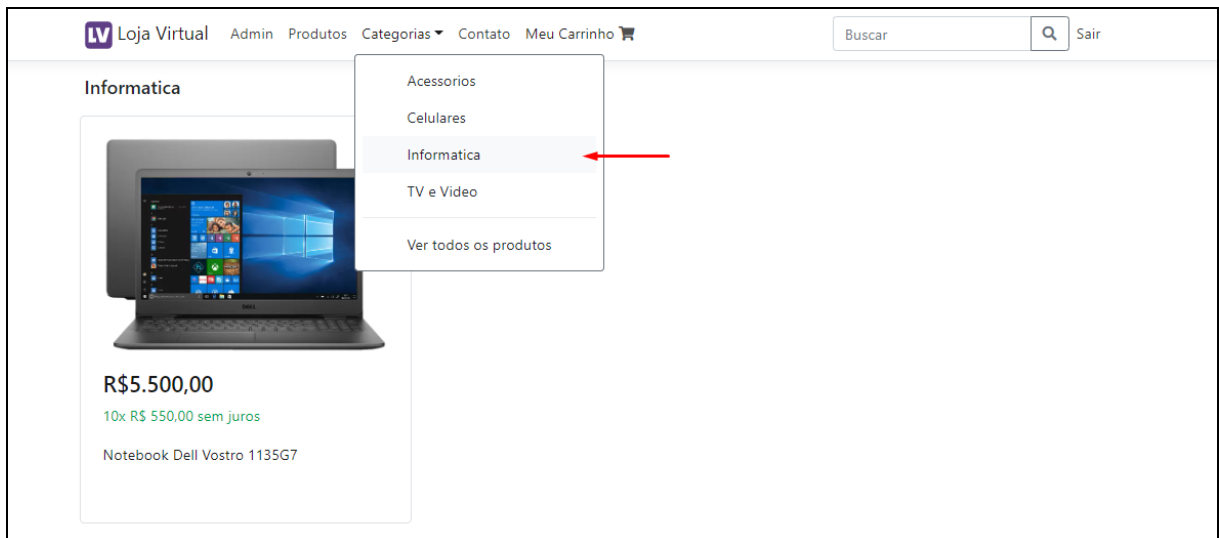 LV Loja Virtual Admin Produtos Categorias Contato Meu Carrinho Buscar Sair
Informatica
Acessorios
Celulares
Informatica
TV e Video
Ver todos os produtos
DELL
R$5.500,00
10x R$ 550,00 sem juros
Notebook Dell Vostro 1135G7